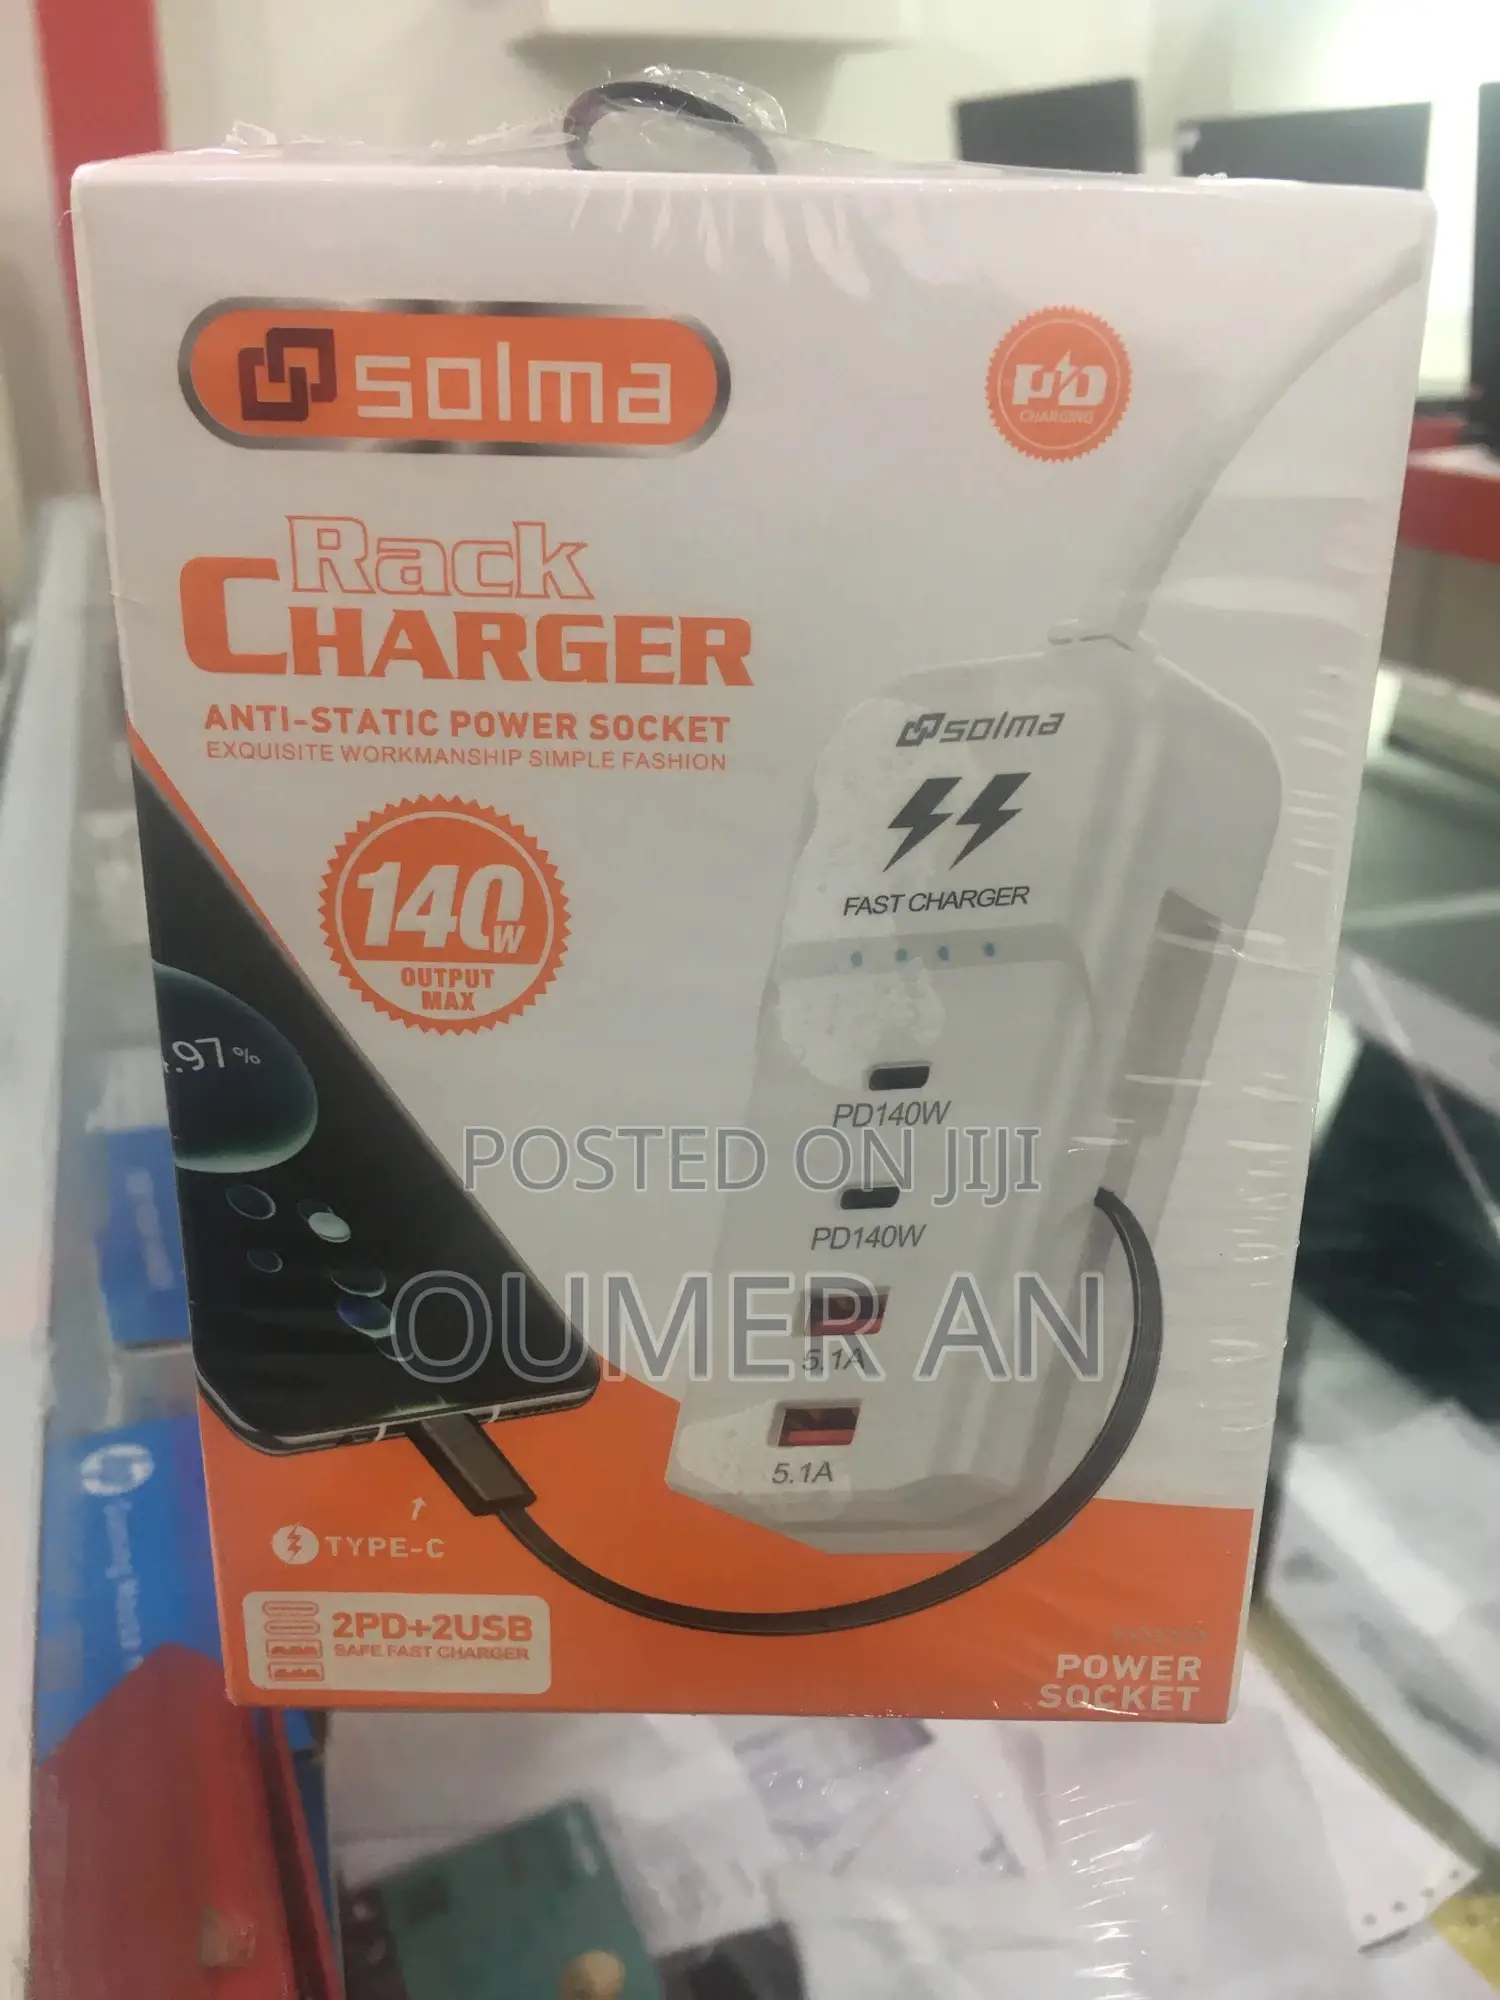 solma
PD
CHARGING
Rack
CHARGER
ANTI-STATIC POWER SOCKET
EXQUISITE WORKMANSHIP SIMPLE FASHION
140W
OUTPUT
MAX
solma
FAST CHARGER
97%
PD140W
POSTED ON JIJI
PD140W
OUMER AN
5.1A
5.1A
TYPE-C
2PD+2USB
SAFE FAST CHARGER
POWER
SOCKET